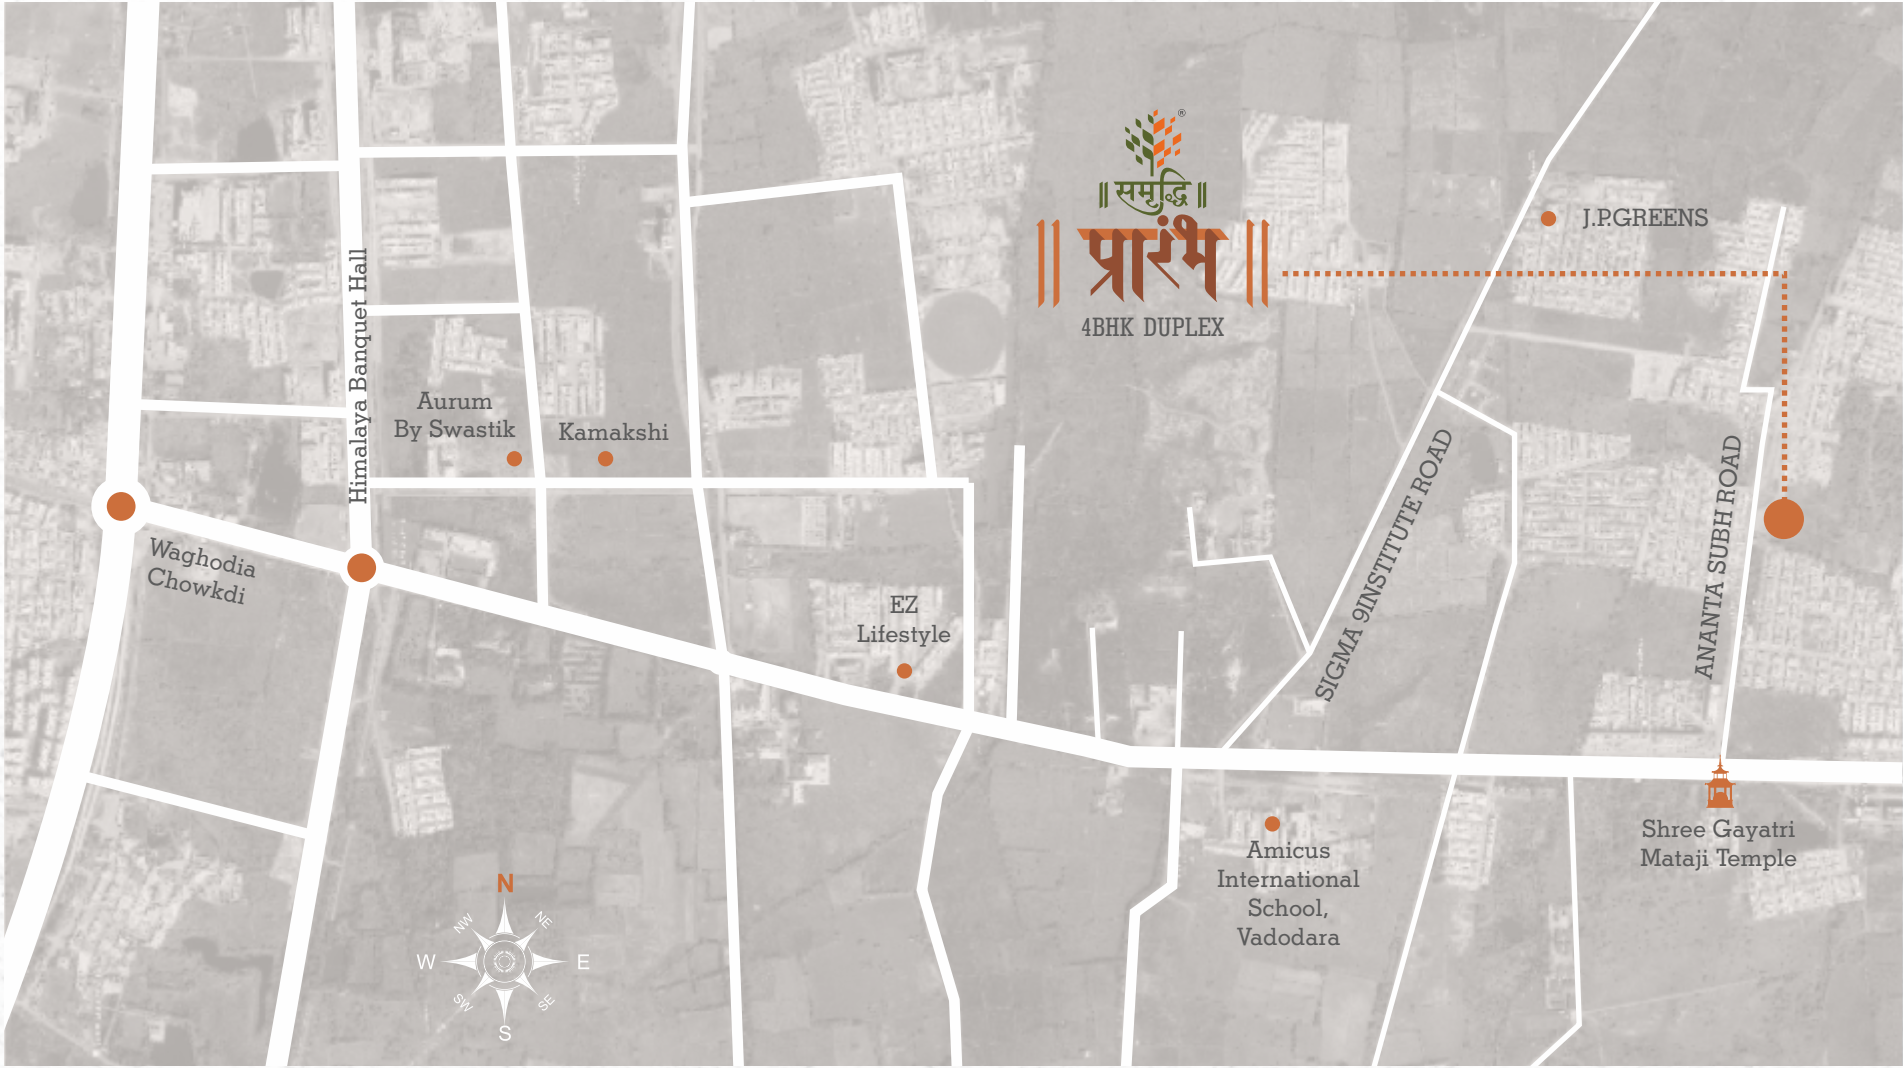 ®
॥ समृद्धि ॥
॥ प्रारंभ ॥
4BHK DUPLEX
J.P.GREENS
Himalaya Banquet Hall
Aurum
By Swastik
Kamakshi
Waghodia
Chowkdi
EZ
Lifestyle
SIGMA 9INSTITUTE ROAD
ANANTA SUBH ROAD
Shree Gayatri
Mataji Temple
Amicus
International
School,
Vadodara
N
NW
NE
W
E
SW
SE
S